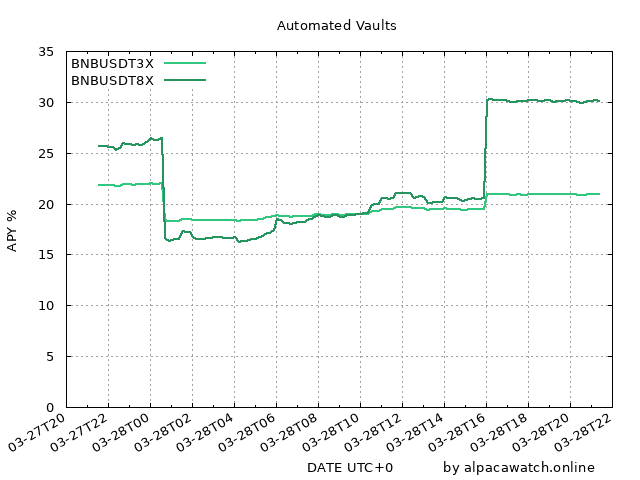 Automated Vaults
BNBUSDT3X
BNBUSDT8X
APY %
35
30
25
20
15
10
5
0
03-27T20
03-27T22
03-28T00
03-28T02
03-28T04
03-28T06
03-28T08
03-28T10
03-28T12
03-28T14
03-28T16
03-28T18
03-28T20
03-28T22
DATE UTC+0
by alpacawatch.online